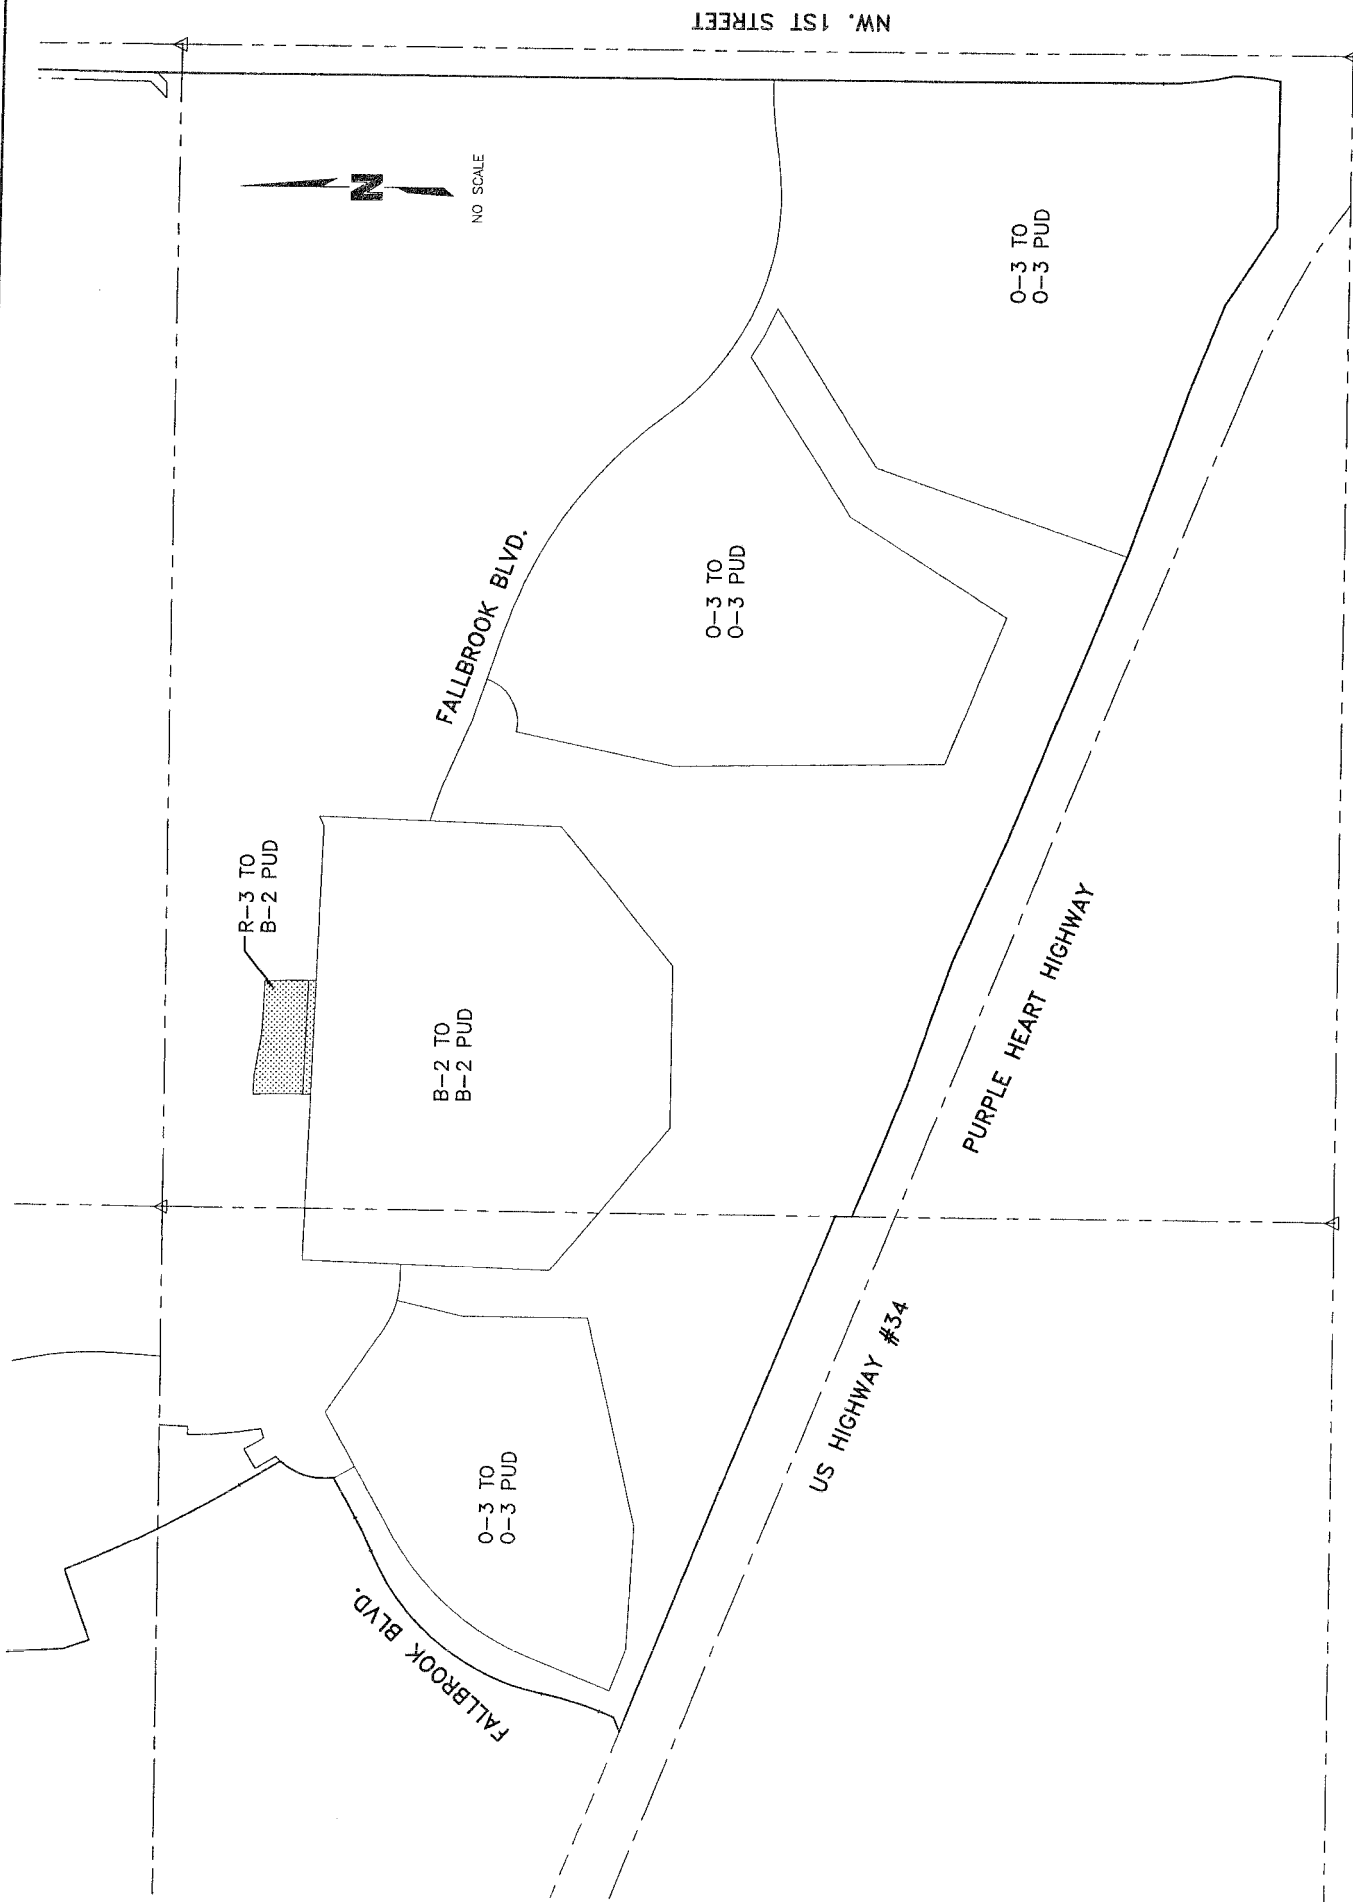 NW. 1ST STREET
N
NO SCALE
O-3 TO
O-3 PUD
O-3 TO
O-3 PUD
FALLBROOK BLVD.
R-3 TO
B-2 PUD
B-2 TO
B-2 PUD
PURPLE HEART HIGHWAY
US HIGHWAY #34
O-3 TO
O-3 PUD
FALLBROOK BLVD.